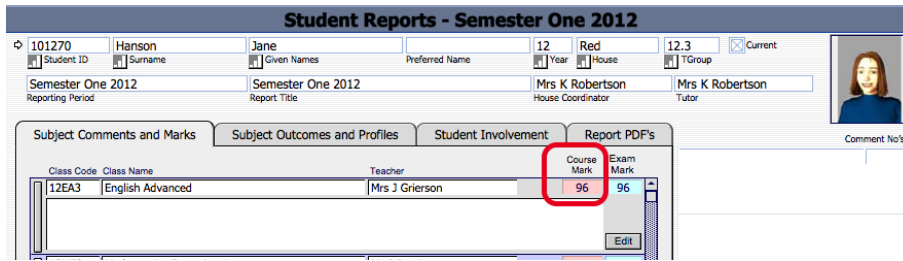 Student Reports - Semester One 2012
101270 Hanson Jane 12 Red 12.3 Current
Student ID Surname Given Names Preferred Name Year House TGroup
Semester One 2012 Semester One 2012 Mrs K Robertson Mrs K Robertson
Reporting Period Report Title House Coordinator Tutor
Subject Comments and Marks Subject Outcomes and Profiles Student Involvement Report PDF's
Comment No's
Class Code Class Name Teacher Course Mark Exam Mark
12EA3 English Advanced Mrs J Grierson 96 96
Edit